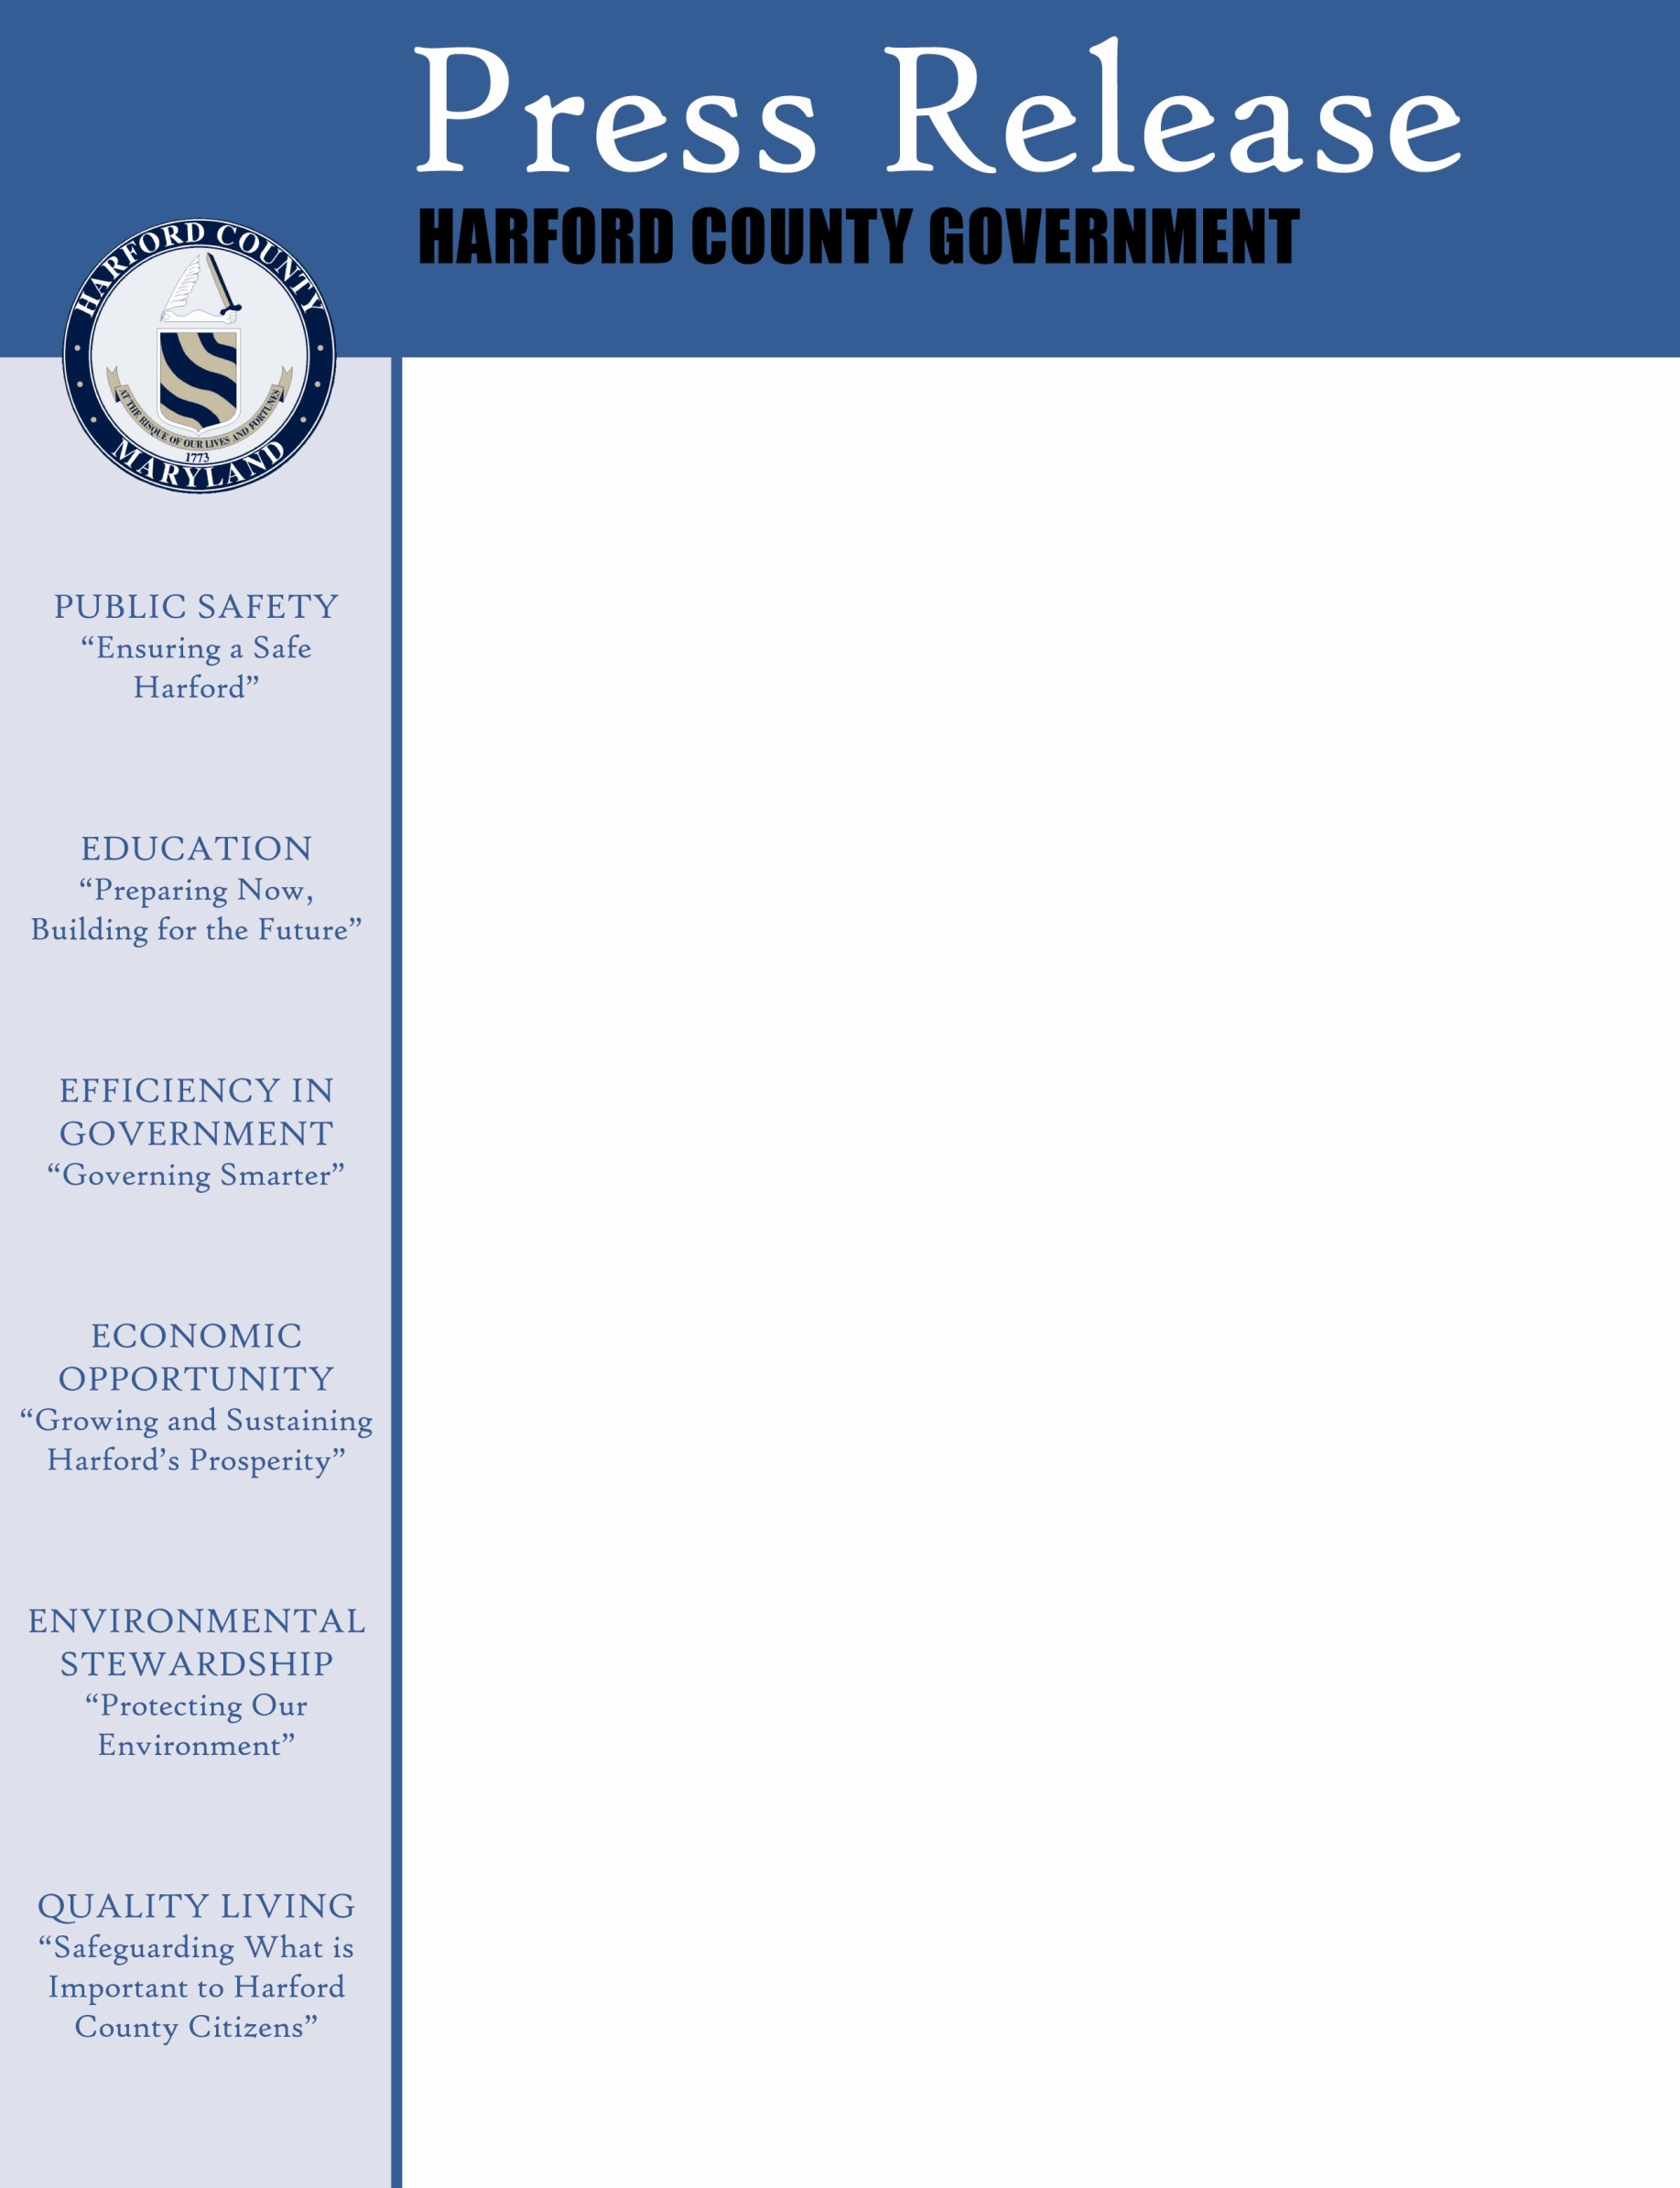 Press Release
HARFORD COUNTY GOVERNMENT
HARFORD COUNTY
AT THE RISQUE OF OUR LIVES AND FORTUNES
1773
MARYLAND
PUBLIC SAFETY
“Ensuring a Safe
Harford”
EDUCATION
“Preparing Now,
Building for the Future”
EFFICIENCY IN
GOVERNMENT
“Governing Smarter”
ECONOMIC
OPPORTUNITY
“Growing and Sustaining
Harford’s Prosperity”
ENVIRONMENTAL
STEWARDSHIP
“Protecting Our
Environment”
QUALITY LIVING
“Safeguarding What is
Important to Harford
County Citizens”